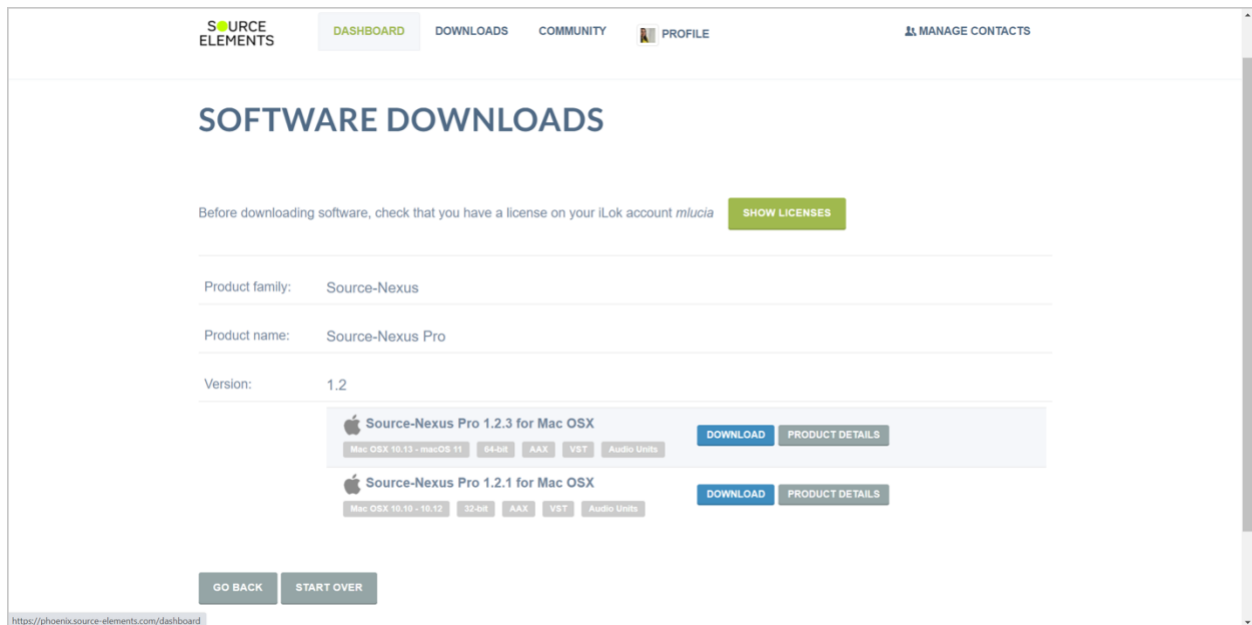 SOURCE
ELEMENTS
DASHBOARD
DOWNLOADS
COMMUNITY
PROFILE
MANAGE CONTACTS
SOFTWARE DOWNLOADS
Before downloading software, check that you have a license on your iLok account mlucia
SHOW LICENSES
Product family: Source-Nexus
Product name: Source-Nexus Pro
Version: 1.2
Source-Nexus Pro 1.2.3 for Mac OSX
DOWNLOAD
PRODUCT DETAILS
Mac OSX 10.13 - macOS 11
64-bit
AAX
VST
Audio Units
Source-Nexus Pro 1.2.1 for Mac OSX
DOWNLOAD
PRODUCT DETAILS
Mac OSX 10.10 - 10.12
32-bit
AAX
VST
Audio Units
GO BACK
START OVER
https://phoenix.source-elements.com/dashboard